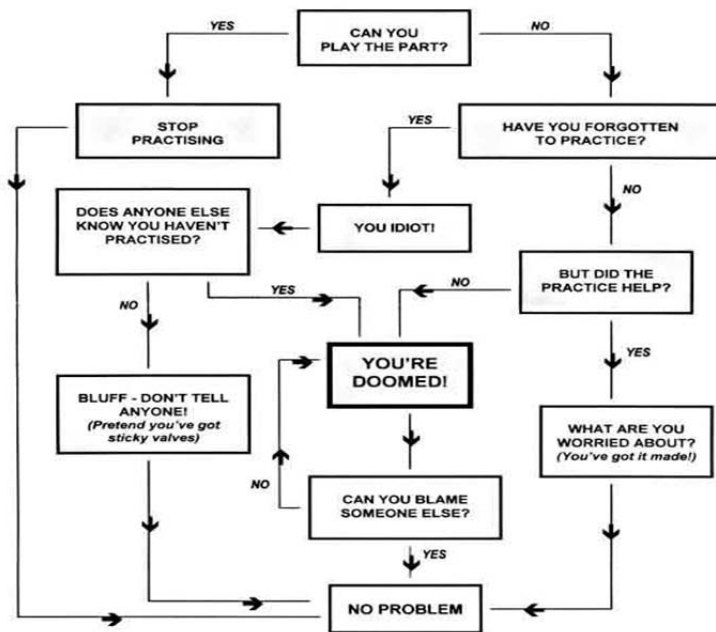 CAN YOU
PLAY THE PART?
YES
NO
STOP
PRACTISING
HAVE YOU FORGOTTEN
TO PRACTICE?
YES
NO
DOES ANYONE ELSE
KNOW YOU HAVEN'T
PRACTISED?
YOU IDIOT!
BUT DID THE
PRACTICE HELP?
YES
NO
NO
YES
YOU'RE
DOOMED!
BLUFF - DON'T TELL
ANYONE!
(Pretend you've got
sticky valves)
WHAT ARE YOU
WORRIED ABOUT?
(You've got it made!)
CAN YOU BLAME
SOMEONE ELSE?
NO
YES
NO PROBLEM